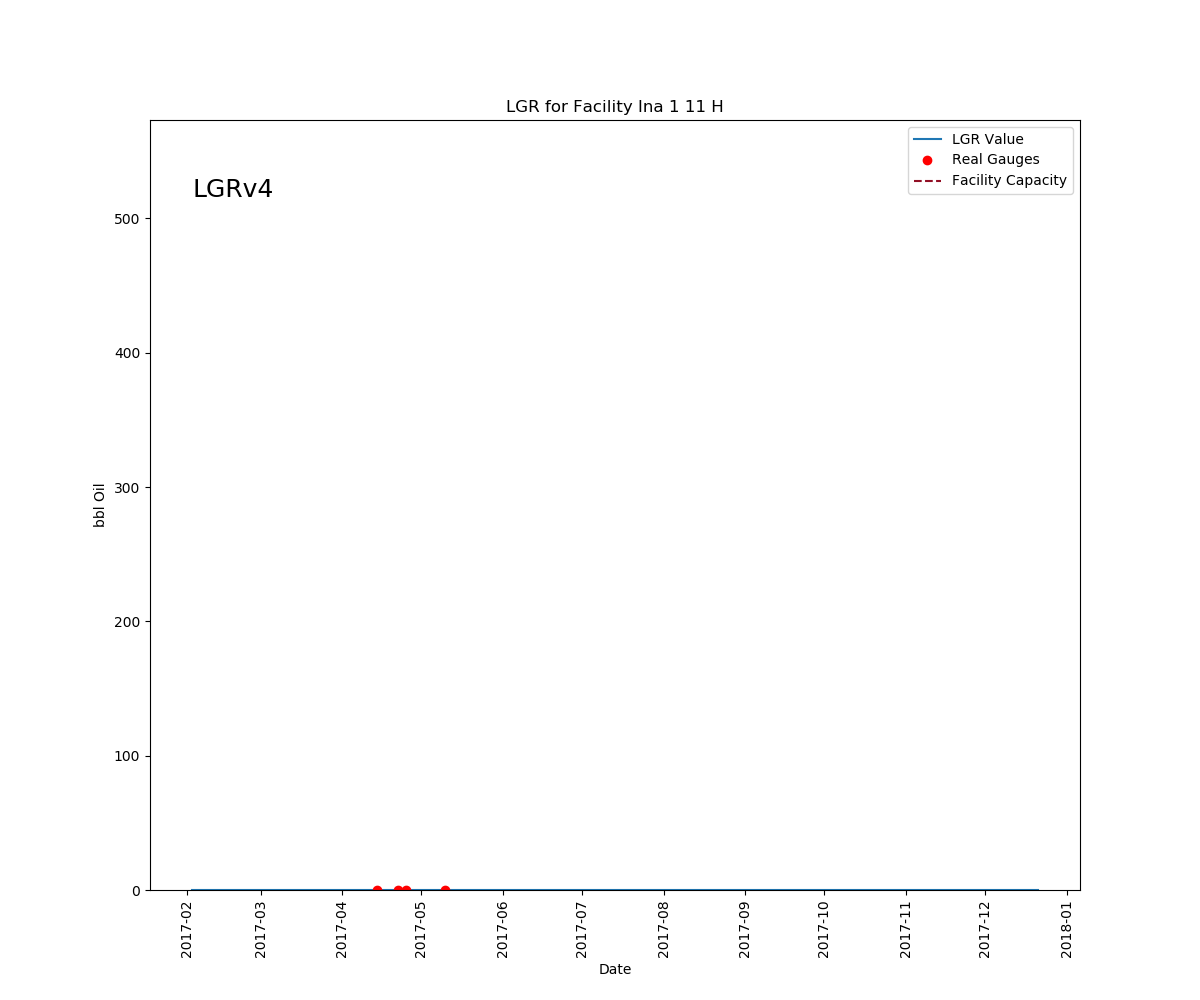 LGR for Facility Ina 1 11 H
LGRv4
LGR Value
Real Gauges
Facility Capacity
bbl Oil
500
400
300
200
100
0
2017-02
2017-03
2017-04
2017-05
2017-06
2017-07
2017-08
2017-09
2017-10
2017-11
2017-12
2018-01
Date